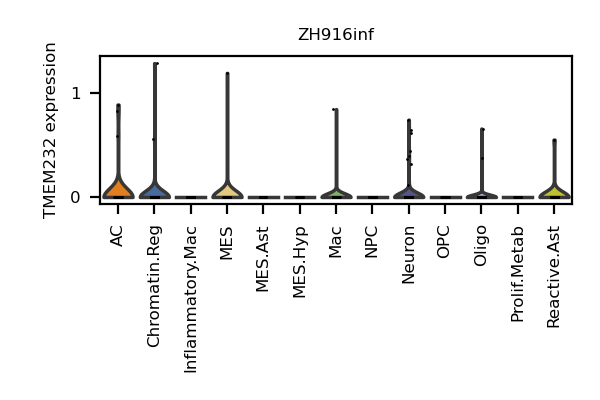 ZH916inf
TMEM232 expression
1
0
AC
Chromatin.Reg
Inflammatory.Mac
MES
MES.Ast
MES.Hyp
Mac
NPC
Neuron
OPC
Oligo
Prolif.Metab
Reactive.Ast